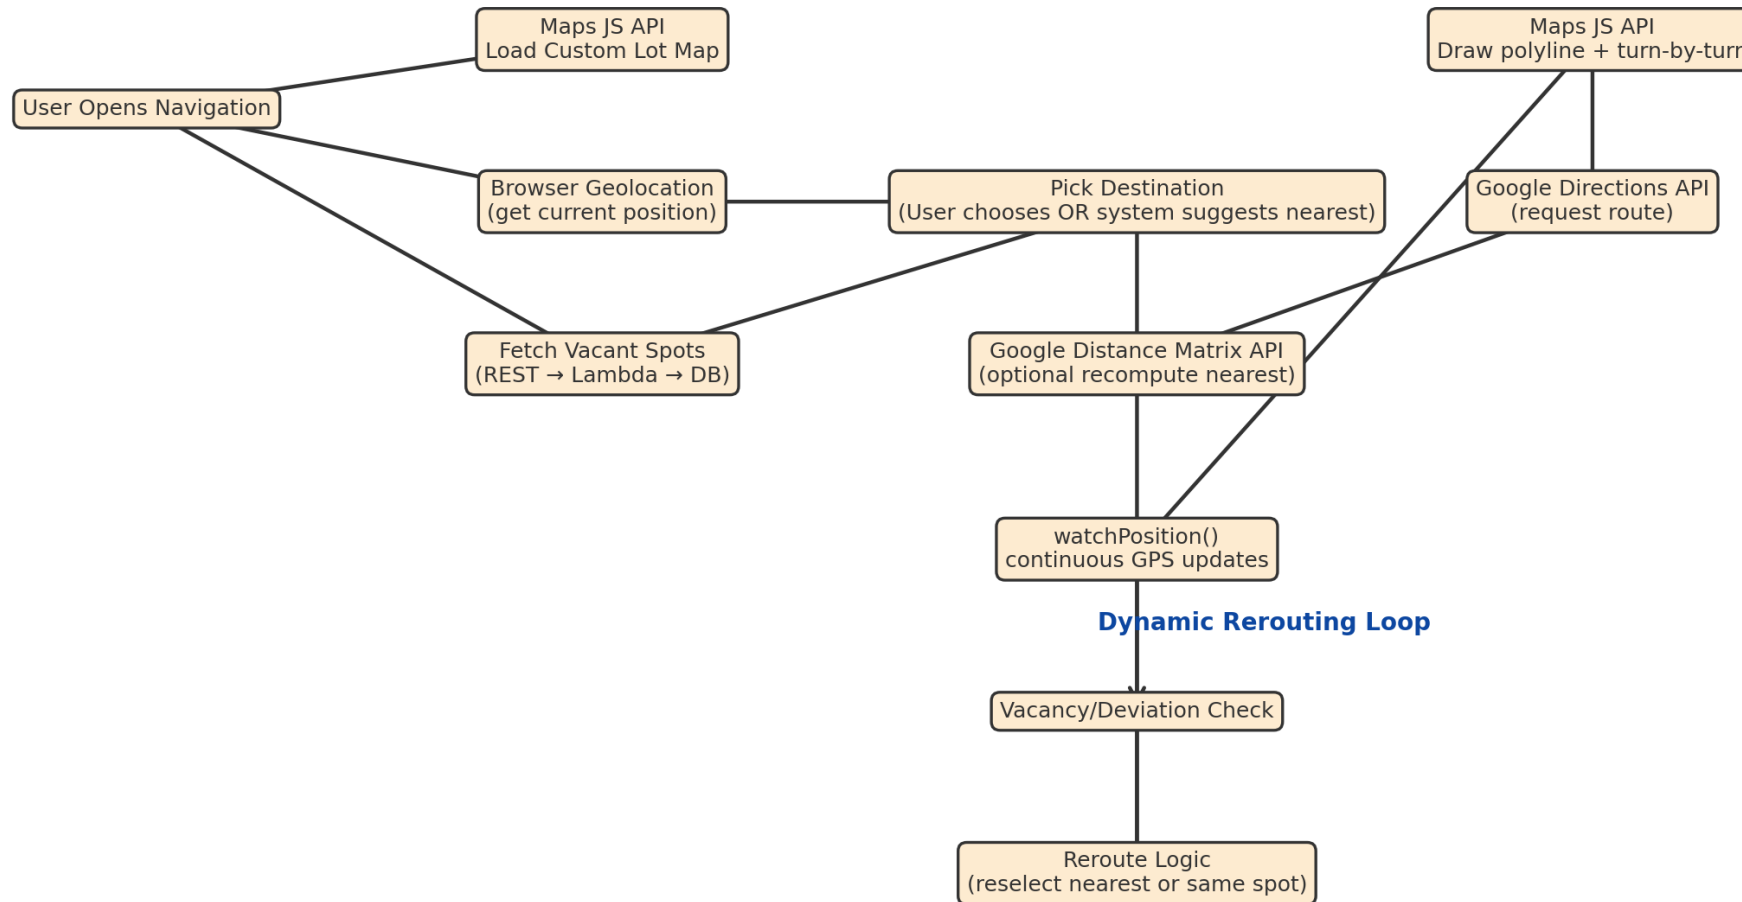 Maps JS API
Load Custom Lot Map
Maps JS API
Draw polyline + turn-by-turn
User Opens Navigation
Browser Geolocation
(get current position)
Pick Destination
(User chooses OR system suggests nearest)
Google Directions API
(request route)
Fetch Vacant Spots
(REST → Lambda → DB)
Google Distance Matrix API
(optional recompute nearest)
watchPosition()
continuous GPS updates
Dynamic Rerouting Loop
Vacancy/Deviation Check
Reroute Logic
(reselect nearest or same spot)